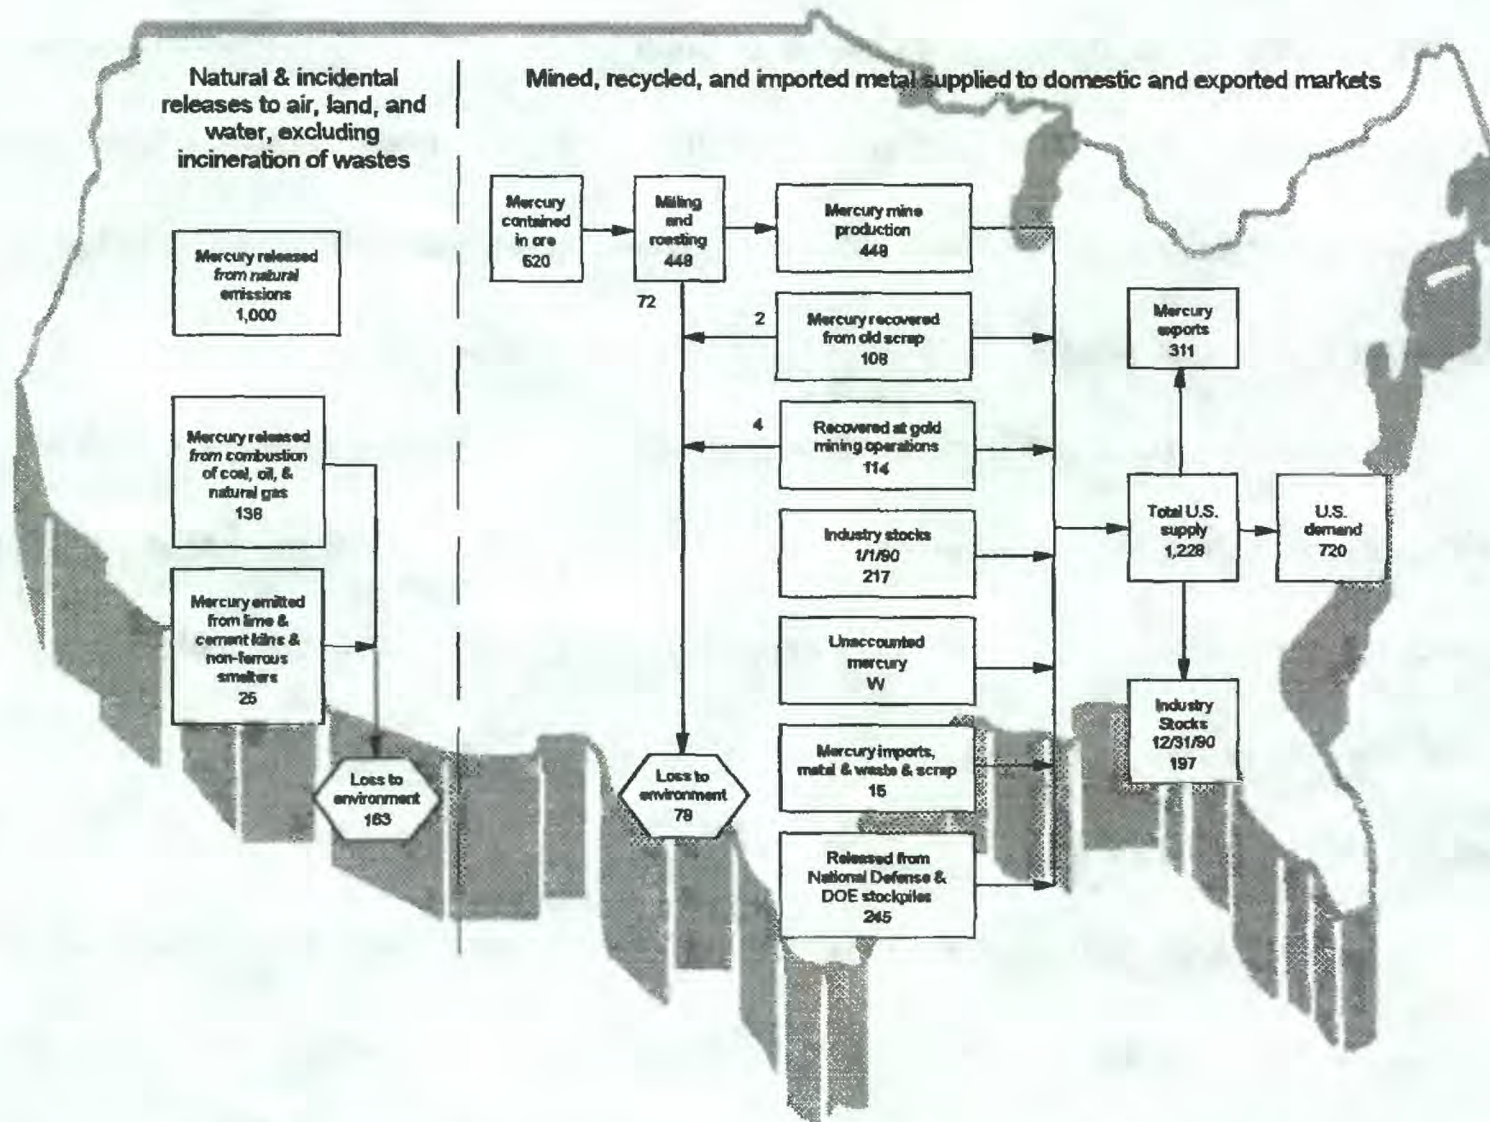 Natural & incidental
releases to air, land, and
water, excluding
incineration of wastes
Mined, recycled, and imported metal supplied to domestic and exported markets
Mercury released
from natural
emissions
1,000
Mercury released
from combustion
of coal, oil, &
natural gas
138
Mercury emitted
from lime &
cement kilns &
non-ferrous
smelters
25
Loss to
environment
163
Mercury
contained
in ore
520
Milling
and
roasting
448
72
2
4
Loss to
environment
78
Mercury mine
production
448
Mercury recovered
from old scrap
108
Recovered at gold
mining operations
114
Industry stocks
1/1/90
217
Unaccounted
mercury
W
Mercury imports,
metal & waste & scrap
15
Released from
National Defense &
DOE stockpiles
245
Mercury
exports
311
Total U.S.
supply
1,228
U.S.
demand
720
Industry
Stocks
12/31/90
197